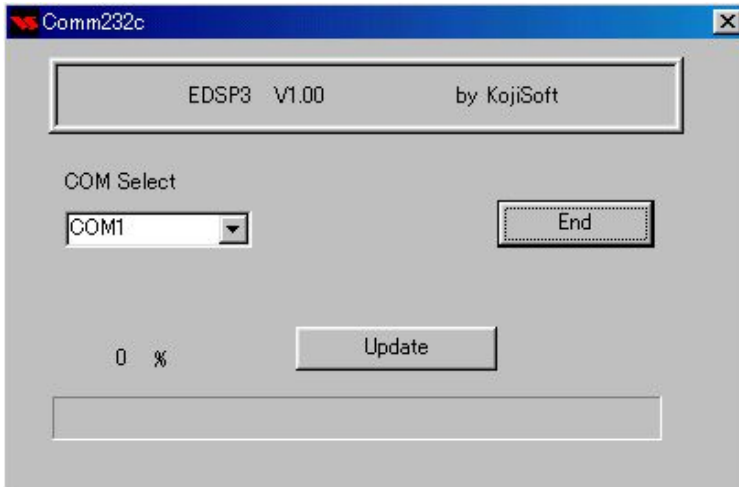 Comm232c
EDSP3 V1.00 by KojiSoft
COM Select
COM1
End
0 %
Update